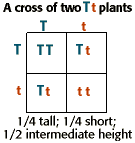 A cross of two Tt plants
T t
T TT Tt
t Tt tt
1/4 tall; 1/4 short;
1/2 intermediate height